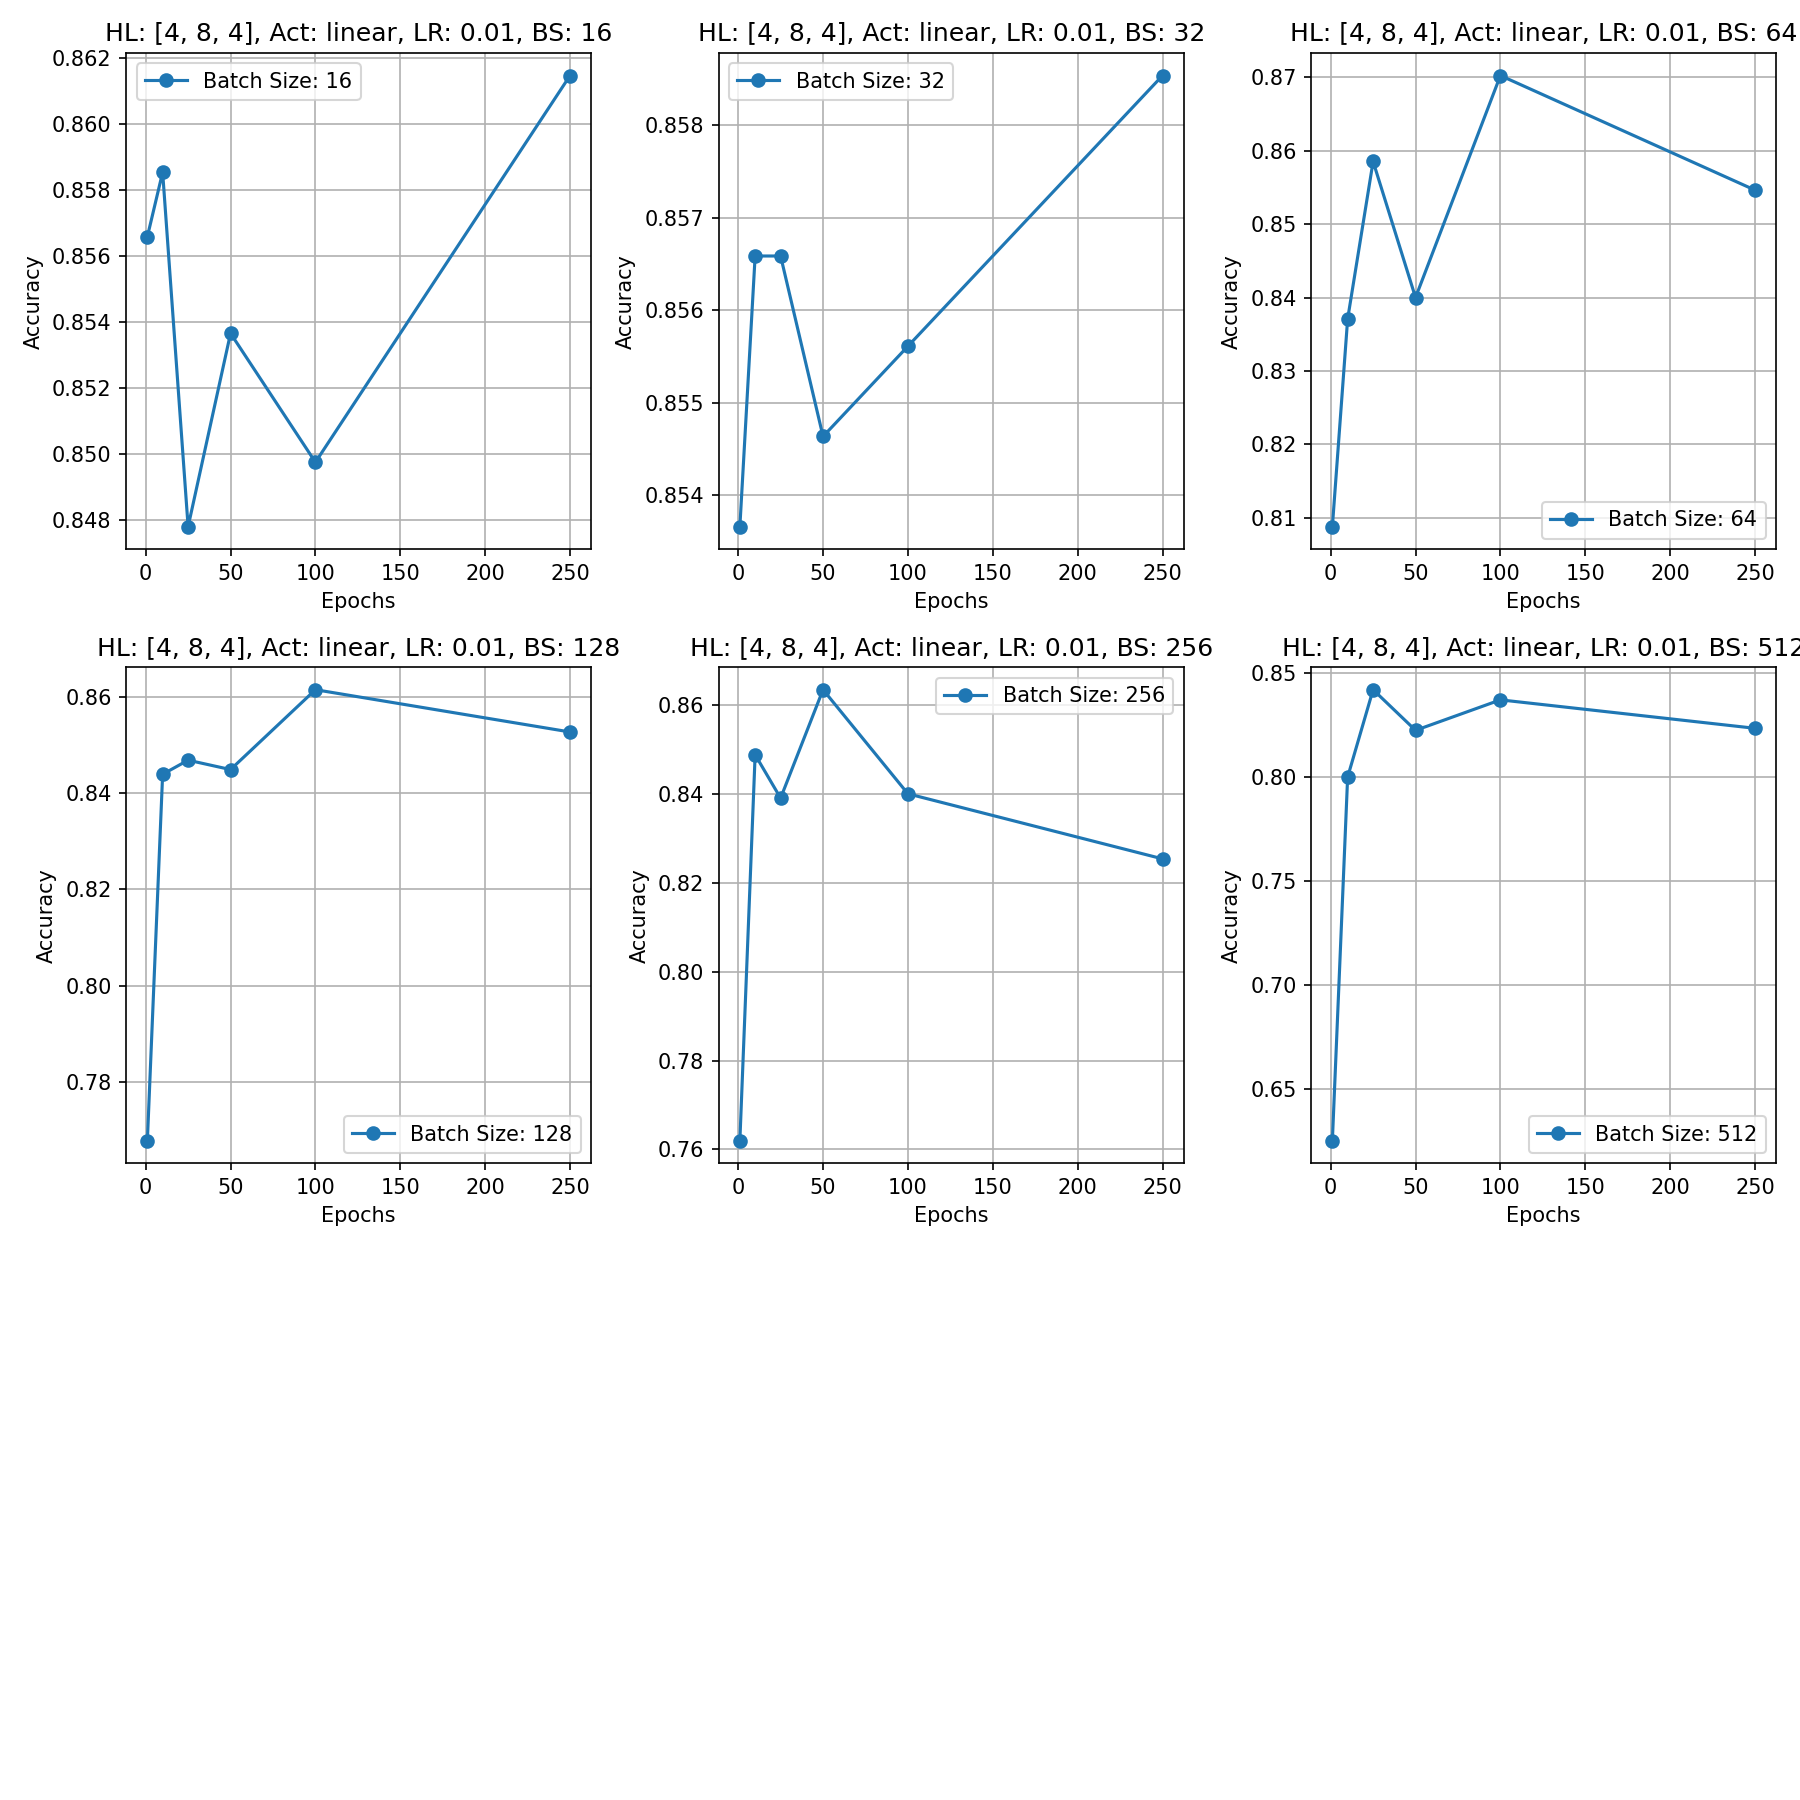 HL: [4, 8, 4], Act: linear, LR: 0.01, BS: 16
Batch Size: 16
0.862
0.860
0.858
0.856
0.854
0.852
0.850
0.848
Accuracy
0 50 100 150 200 250
Epochs
HL: [4, 8, 4], Act: linear, LR: 0.01, BS: 32
Batch Size: 32
0.858
0.857
0.856
0.855
0.854
Accuracy
0 50 100 150 200 250
Epochs
HL: [4, 8, 4], Act: linear, LR: 0.01, BS: 64
0.87
0.86
0.85
0.84
0.83
0.82
0.81
Accuracy
Batch Size: 64
0 50 100 150 200 250
Epochs
HL: [4, 8, 4], Act: linear, LR: 0.01, BS: 128
0.86
0.84
0.82
0.80
0.78
Accuracy
Batch Size: 128
0 50 100 150 200 250
Epochs
HL: [4, 8, 4], Act: linear, LR: 0.01, BS: 256
Batch Size: 256
0.86
0.84
0.82
0.80
0.78
0.76
Accuracy
0 50 100 150 200 250
Epochs
HL: [4, 8, 4], Act: linear, LR: 0.01, BS: 512
0.85
0.80
0.75
0.70
0.65
Accuracy
Batch Size: 512
0 50 100 150 200 250
Epochs